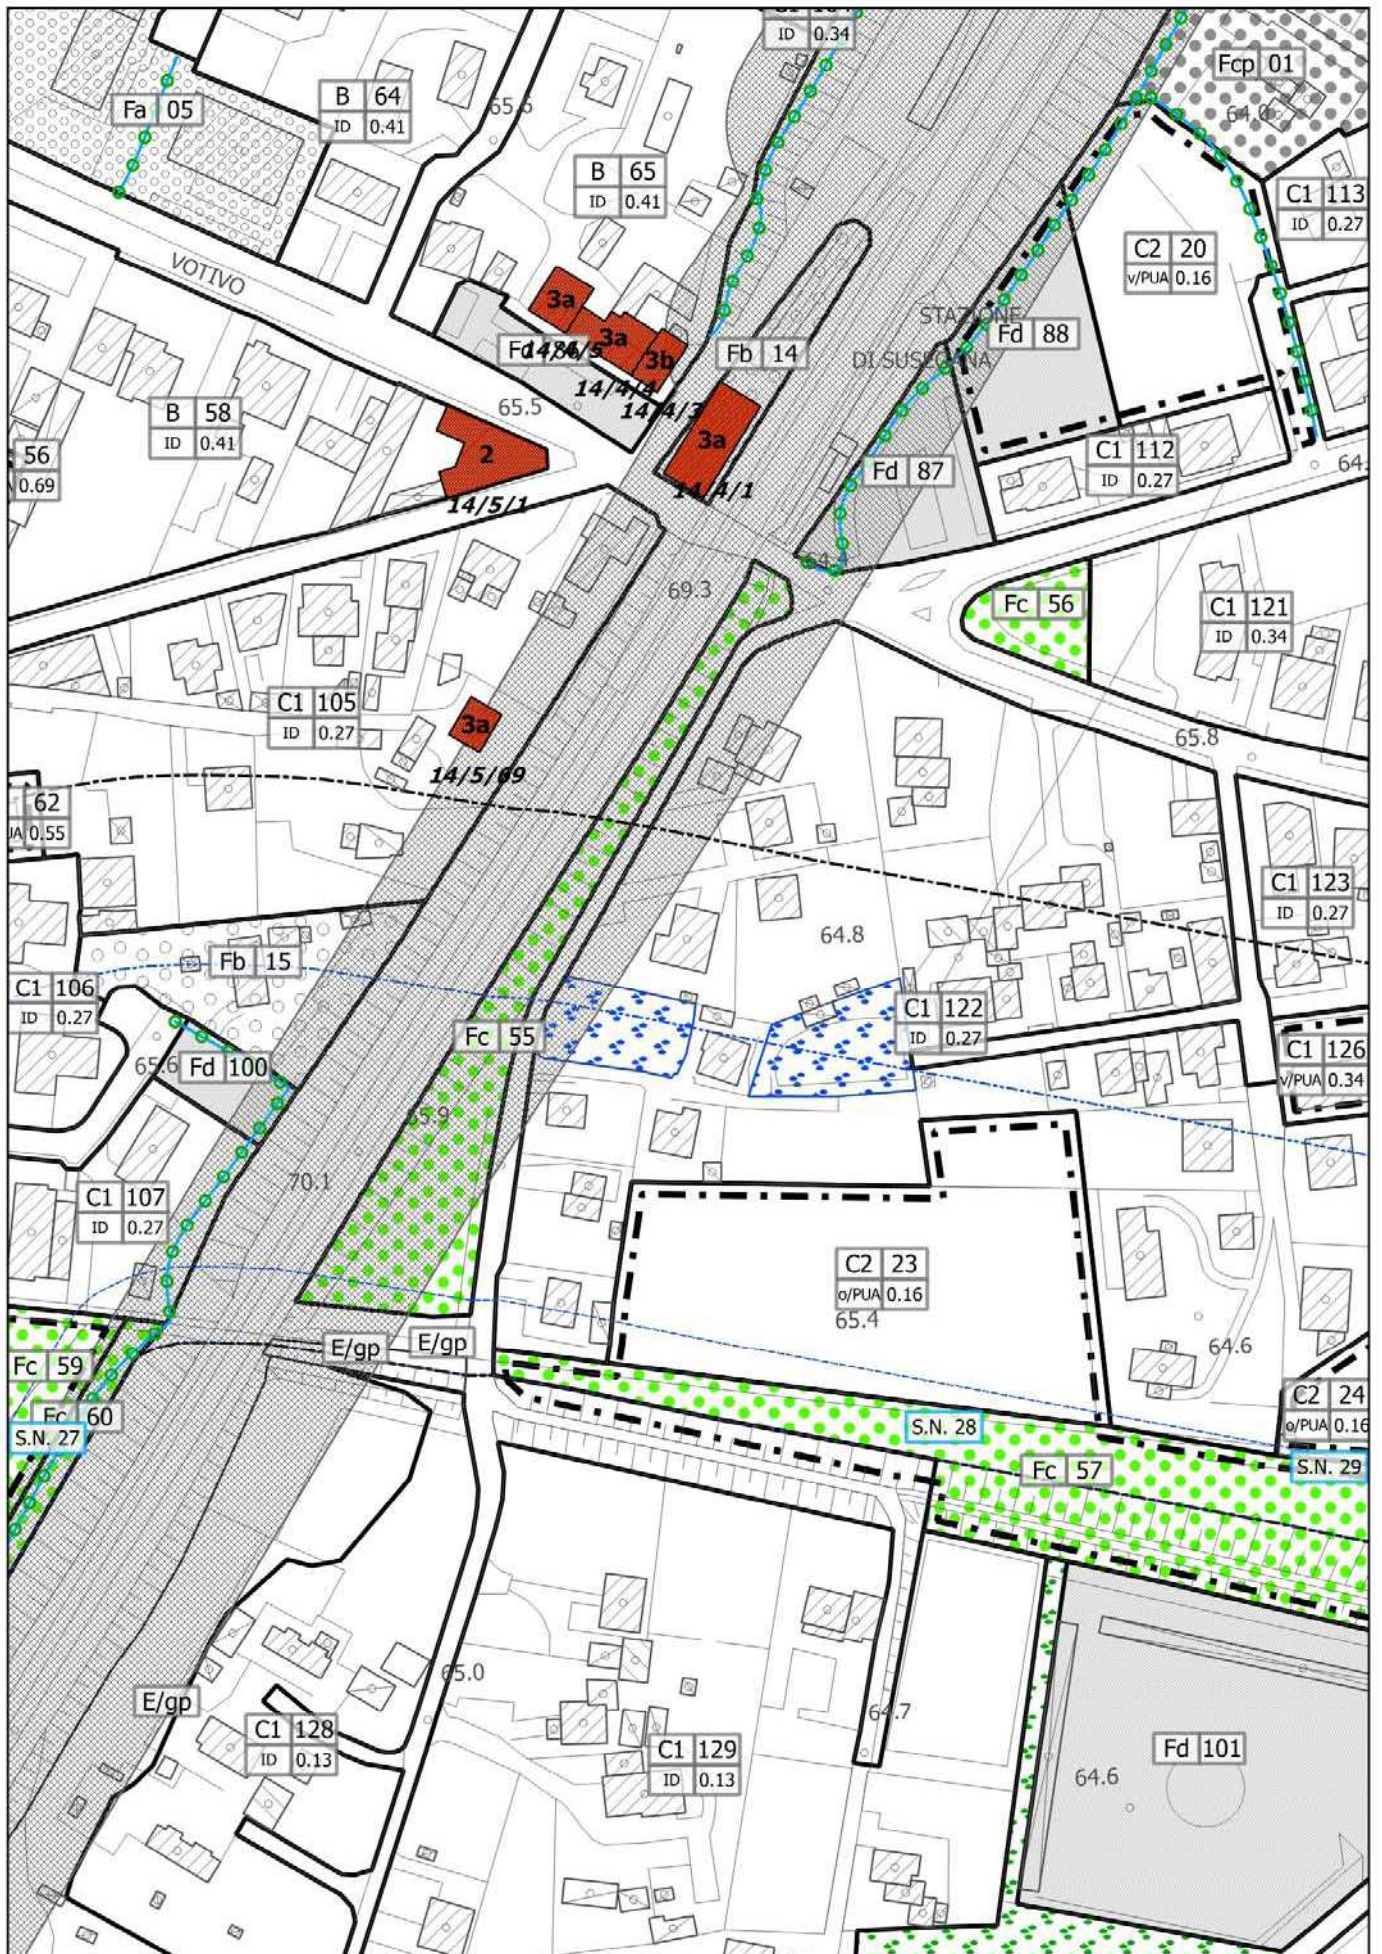 ID 0.34
Fcp 01
Fa 05
B 64
ID 0.41
65.6
64.0
B 65
ID 0.41
C1 113
ID 0.27
C2 20
v/PUA 0.16
VOTIVO
3a
STAZIONE
3a
Fd 88
Fb 14
3b
14/4/5
DI SUSEGANA
14/4/4
65.5
14/4/3
B 58
ID 0.41
3a
56
0.69
2
C1 112
ID 0.27
64.
Fd 87
14/4/1
14/5/1
69.3
Fc 56
C1 121
ID 0.34
C1 105
ID 0.27
3a
65.8
14/5/69
62
0.55
C1 123
ID 0.27
64.8
Fb 15
C1 106
ID 0.27
C1 122
ID 0.27
Fc 55
C1 126
v/PUA 0.34
65.6
Fd 100
65.9
70.1
C1 107
ID 0.27
C2 23
o/PUA 0.16
65.4
E/gp
E/gp
64.6
Fc 59
C2 24
o/PUA 0.16
Fc 60
S.N. 27
S.N. 28
Fc 57
S.N. 29
65.0
E/gp
64.7
C1 128
ID 0.13
C1 129
ID 0.13
Fd 101
64.6